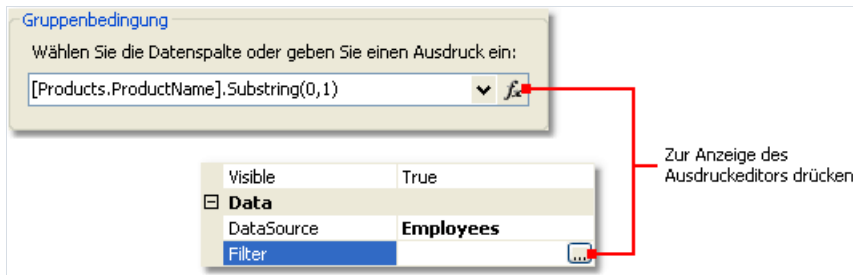 Gruppenbedingung
Wählen Sie die Datenspalte oder geben Sie einen Ausdruck ein:
[Products.ProductName].Substring(0,1) fx
Zur Anzeige des
Ausdruckeditors drücken
Visible True
Data
DataSource Employees
Filter ...